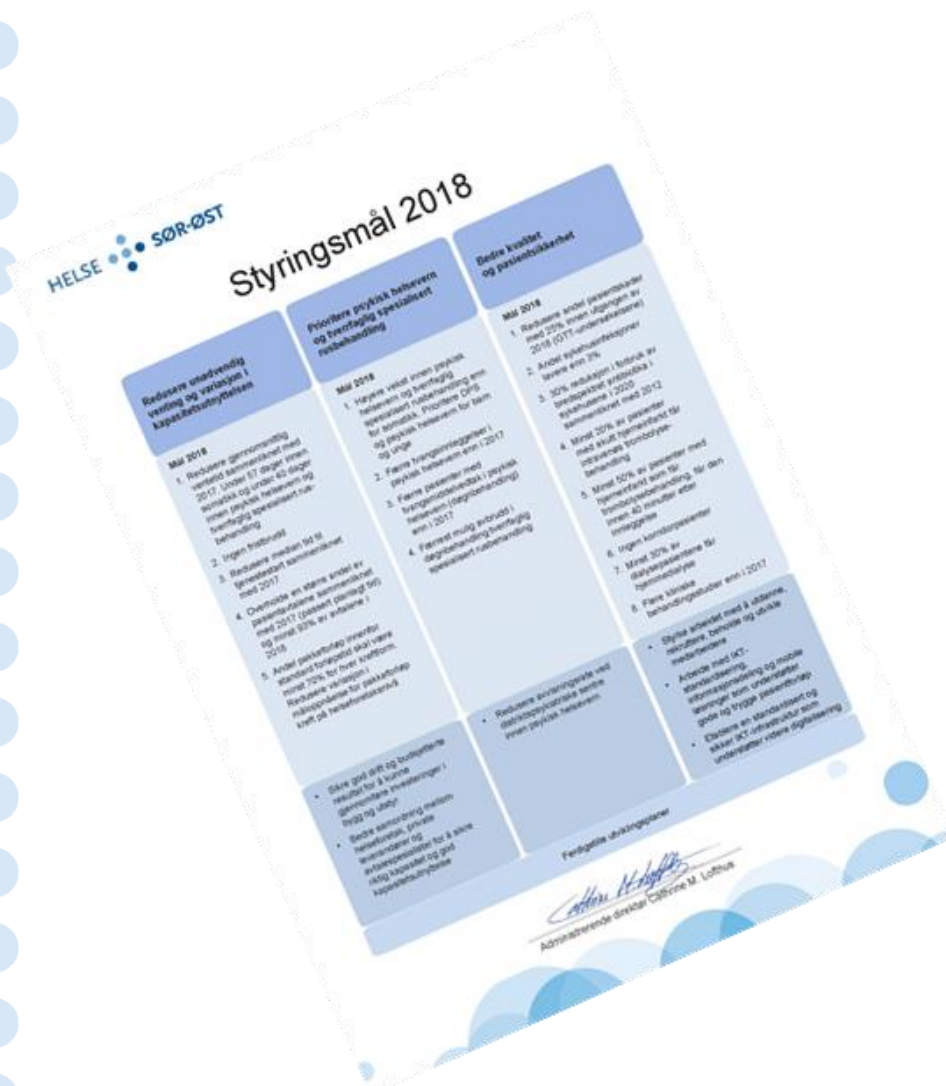 HELSE SØR-ØST
Styringsmål 2018
Redusere unødvendig
venting og variasjon i
kapasitetsutnyttelsen
Mål 2018
1. Redusere gjennomsnittlig
ventetid sammenliknet med
2017. Under 57 dager innen
somatikk og under 40 dager
innen psykisk helsevern og
tverrfaglig spesialisert rus-
behandling
2. Ingen fristbrudd
3. Redusere median tid til
tjenestestart sammenliknet
med 2017
4. Overholde en større andel av
pasientavtalene sammenliknet
med 2017 (passert planlagt tid)
og minst 93% av avtalene i
2018
5. Andel pakkeforløp innenfor
standard forløpstid skal være
minst 70% for hver kreftform.
Redusere variasjon i
måloppnåelse for pakkeforløp
kreft på helseforetaksnivå
• Sikre god drift og budsjetterte
resultat for å kunne
gjennomføre investeringer i
bygg og utstyr
• Bedre samordning mellom
helseforetak, private
leverandører og
avtalespesialister for å sikre
riktig kapasitet og god
kapasitetsutnyttelse
Prioritere psykisk helsevern
og tverrfaglig spesialisert
rusbehandling
Mål 2018
1. Høyere vekst innen psykisk
helsevern og tverrfaglig
spesialisert rusbehandling enn
for somatikk. Prioritere DPS
og psykisk helsevern for barn
og unge
2. Færre tvangsinnleggelser i
psykisk helsevern enn i 2017
3. Færre pasienter med
tvangsmiddelvedtak i psykisk
helsevern (døgnbehandling)
enn i 2017
4. Færrest mulig avbrudd i
døgnbehandling/tverrfaglig
spesialisert rusbehandling
• Redusere avvisningsrate ved
distriktspsykiatriske sentre
innen psykisk helsevern
Bedre kvalitet
og pasientsikkerhet
Mål 2018
1. Redusere andel pasientskader
med 25% innen utgangen av
2018 (GTT-undersøkelsene)
2. Andel sykehusinfeksjoner
lavere enn 3%
3. 30% reduksjon i forbruk av
bredspektret antibiotika i
sykehusene i 2020
sammenliknet med 2012
4. Minst 20% av pasienter
med akutt hjerneinfarkt får
intravenøs trombolyse-
behandling
5. Minst 50% av pasienter med
hjerneinfarkt som får
trombolysebehandling, får den
innen 40 minutter etter
innleggelse
6. Ingen korridorpasienter
7. Minst 30% av
dialysepasientene får
hjemmedialyse
8. Flere kliniske
behandlingsstudier enn i 2017
• Styrke arbeidet med å utdanne,
rekruttere, beholde og utvikle
medarbeidere
• Arbeide med IKT-
standardisering,
informasjonsdeling og mobile
løsninger som understøtter
gode og trygge pasientforløp
• Etablere en standardisert og
sikker IKT-infrastruktur som
understøtter videre digitalisering
Ferdigstille utviklingsplaner
Administrerende direktør Cathrine M. Lofthus